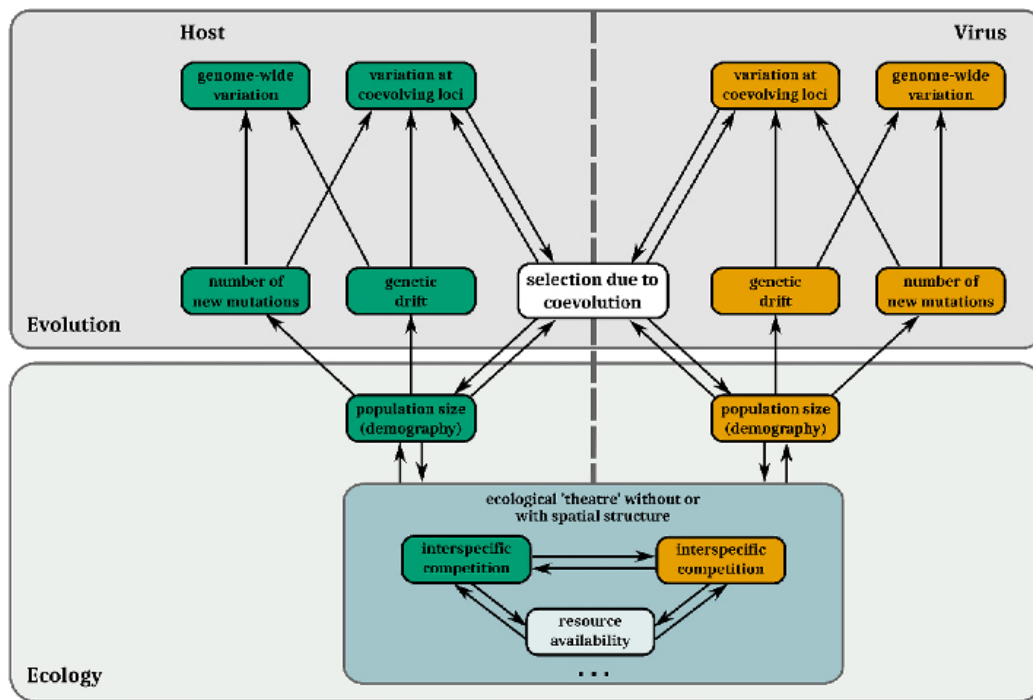 Host
Virus
genome-wide
variation
variation at
coevolving loci
variation at
coevolving loci
genome-wide
variation
number of
new mutations
genetic
drift
selection due to
coevolution
genetic
drift
number of
new mutations
Evolution
population size
(demography)
population size
(demography)
ecological 'theatre' without or
with spatial structure
interspecific
competition
interspecific
competition
resource
availability
...
Ecology